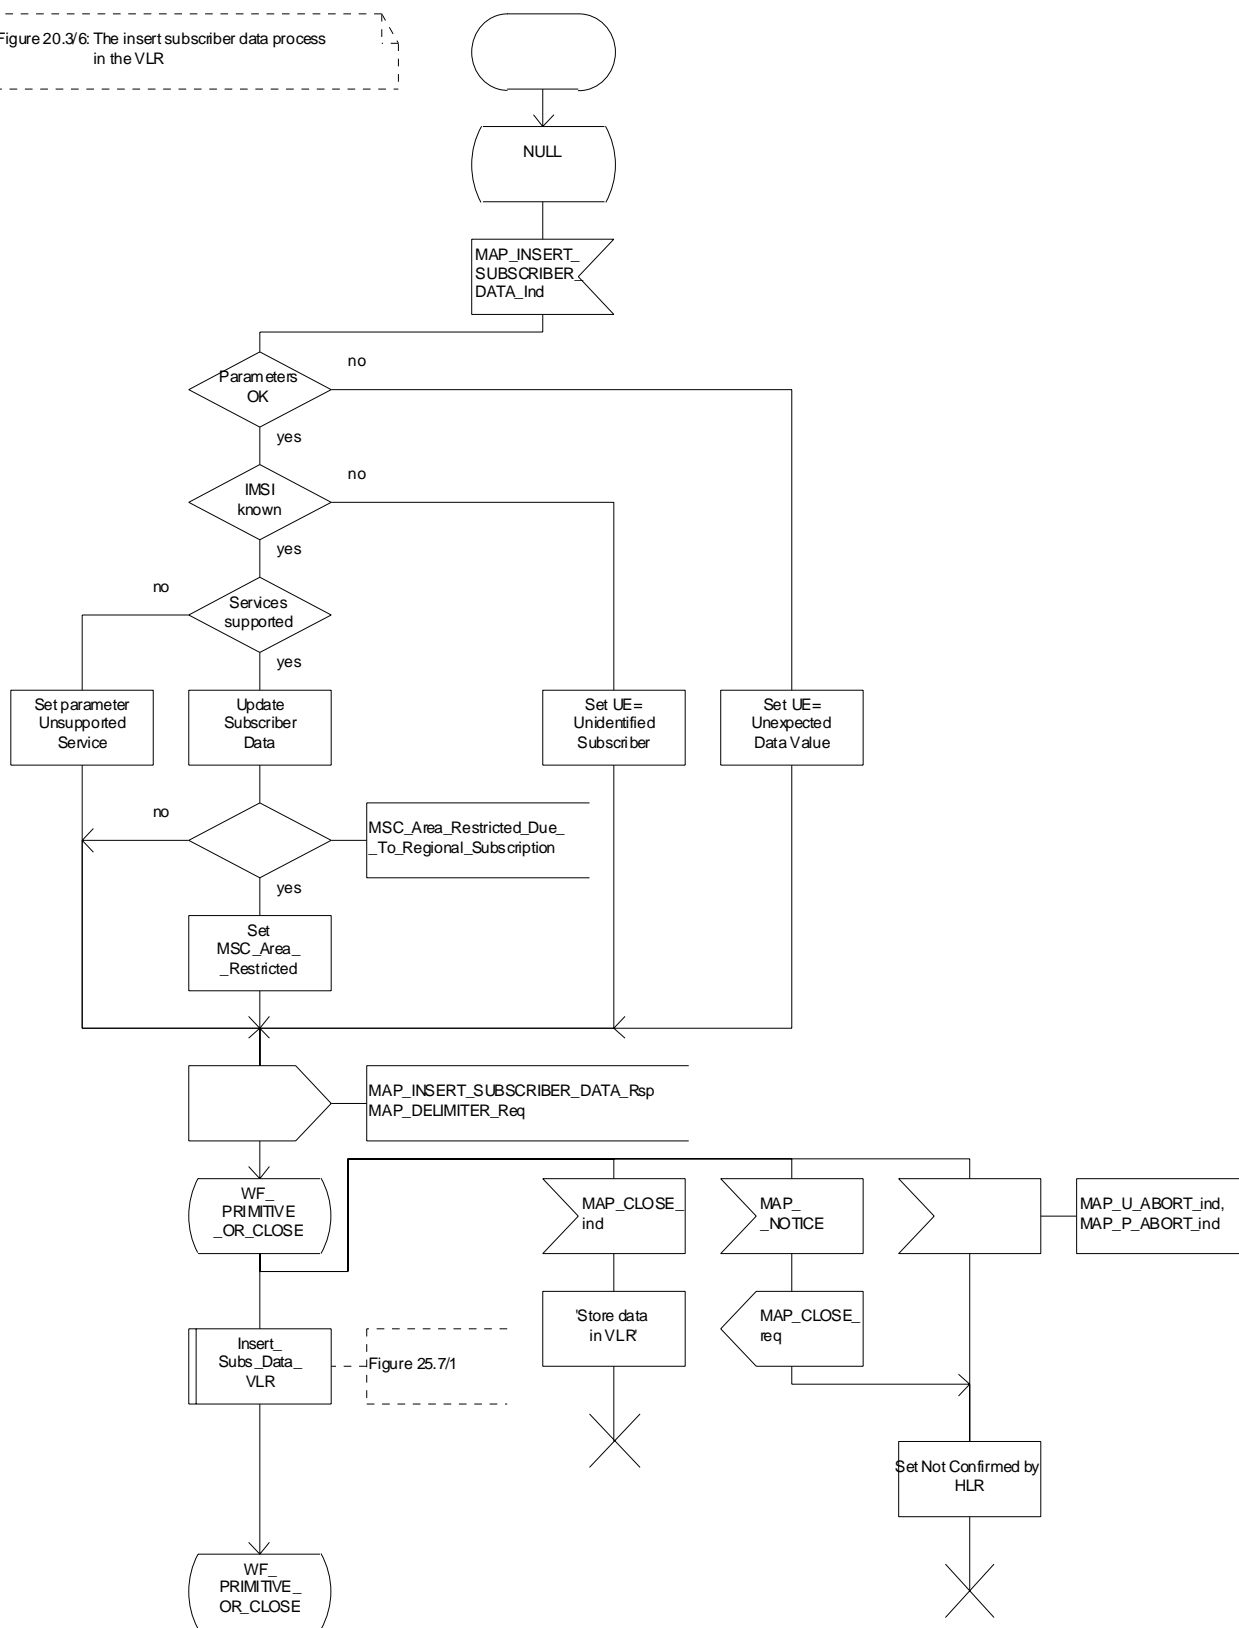 Figure 20.3/6: The insert subscriber data process
in the VLR
NULL
MAP_INSERT_
SUBSCRIBER_
DATA_Ind
Parameters
OK
no
yes
IMSI
known
no
yes
Services
supported
no
yes
Set parameter
Unsupported
Service
Update
Subscriber
Data
Set UE=
Unidentified
Subscriber
Set UE=
Unexpected
Data Value
no
MSC_Area_Restricted_Due_
_To_Regional_Subscription
yes
Set
MSC_Area_
_Restricted
MAP_INSERT_SUBSCRIBER_DATA_Rsp
MAP_DELIMITER_Req
WF_
PRIMITIVE
_OR_CLOSE
MAP_CLOSE_
ind
MAP_
_NOTICE
MAP_U_ABORT_ind,
MAP_P_ABORT_ind
Insert_
Subs_Data_
VLR
Figure 25.7/1
'Store data
in VLR'
MAP_CLOSE_
req
Set Not Confirmed by
HLR
WF_
PRIMITIVE_
OR_CLOSE